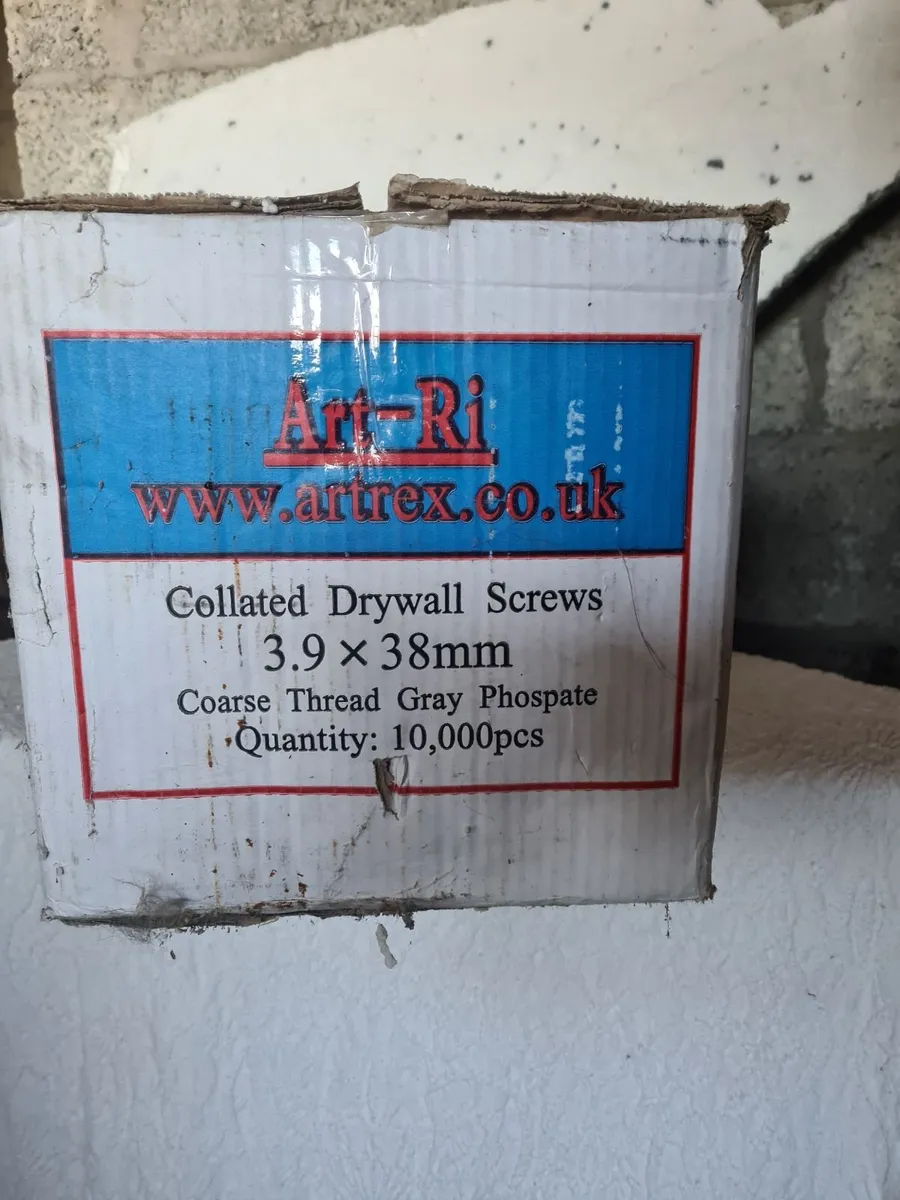 Art-Ri
www.artrex.co.uk
Collated Drywall Screws
3.9×38mm
Coarse Thread Gray Phospate
Quantity: 10,000pcs